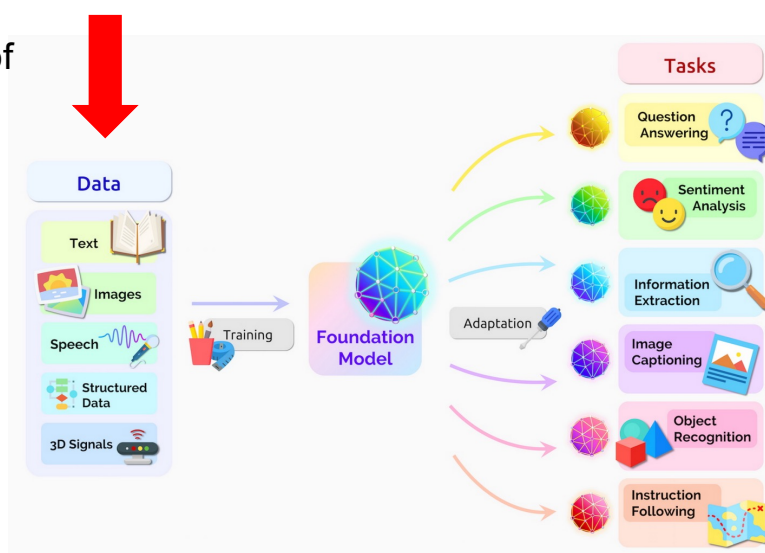 of
Data
Text
Images
Speech
Structured
Data
3D Signals
Training
Foundation
Model
Adaptation
Tasks
Question
Answering
Sentiment
Analysis
Information
Extraction
Image
Captioning
Object
Recognition
Instruction
Following